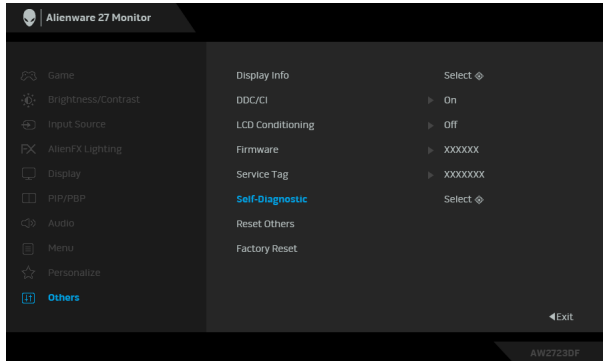 Alienware 27 Monitor
Game
Brightness/Contrast
Input Source
FX AlienFX Lighting
Display
PIP/PBP
Audio
Menu
Personalize
Others
Display Info Select
DDC/CI On
LCD Conditioning Off
Firmware XXXXXX
Service Tag XXXXXXX
Self-Diagnostic Select
Reset Others
Factory Reset
Exit
AW2723DF